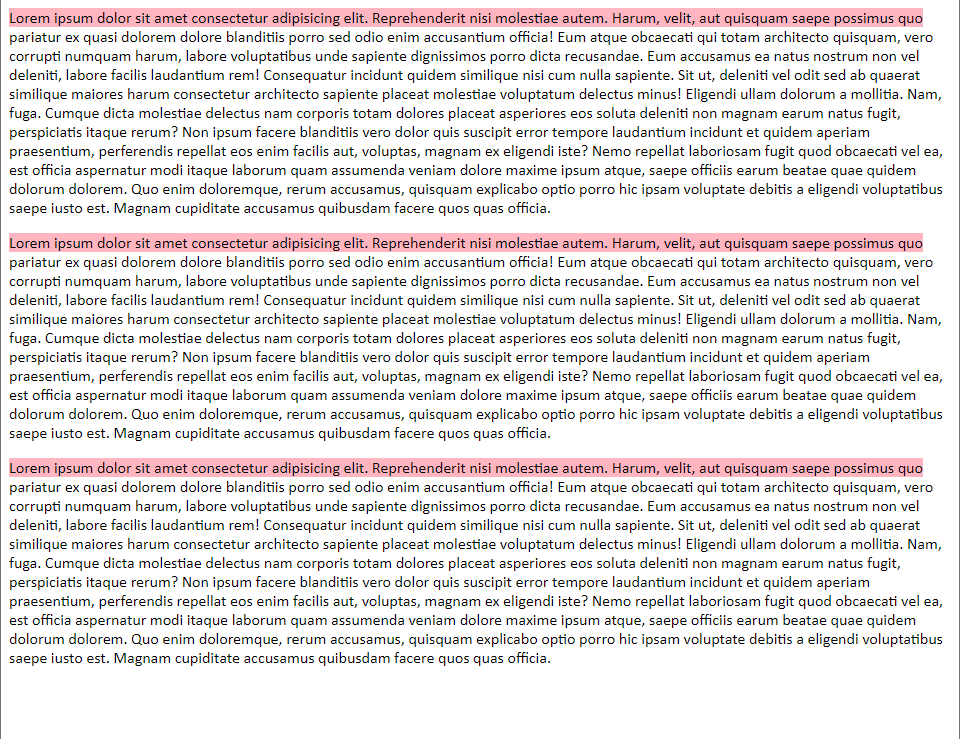 Lorem ipsum dolor sit amet consectetur adipisicing elit. Reprehenderit nisi molestiae autem. Harum, velit, aut quisquam saepe possimus quo
pariatur ex quasi dolorem dolore blanditiis porro sed odio enim accusantium officia! Eum atque obcaecati qui totam architecto quisquam, vero
corrupti numquam harum, labore voluptatibus unde sapiente dignissimos porro dicta recusandae. Eum accusamus ea natus nostrum non vel
deleniti, labore facilis laudantium rem! Consequatur incidunt quidem similique nisi cum nulla sapiente. Sit ut, deleniti vel odit sed ab quaerat
similique maiores harum consectetur architecto sapiente placeat molestiae voluptatum delectus minus! Eligendi ullam dolorum a mollitia. Nam,
fuga. Cumque dicta molestiae delectus nam corporis totam dolores placeat asperiores eos soluta deleniti non magnam earum natus fugit,
perspiciatis itaque rerum? Non ipsum facere blanditiis vero dolor quis suscipit error tempore laudantium incidunt et quidem aperiam
praesentium, perferendis repellat eos enim facilis aut, voluptas, magnam ex eligendi iste? Nemo repellat laboriosam fugit quod obcaecati vel ea,
est officia aspernatur modi itaque laborum quam assumenda veniam dolore maxime ipsum atque, saepe officiis earum beatae quae quidem
dolorum dolorem. Quo enim doloremque, rerum accusamus, quisquam explicabo optio porro hic ipsam voluptate debitis a eligendi voluptatibus
saepe iusto est. Magnam cupiditate accusamus quibusdam facere quos quas officia.
Lorem ipsum dolor sit amet consectetur adipisicing elit. Reprehenderit nisi molestiae autem. Harum, velit, aut quisquam saepe possimus quo
pariatur ex quasi dolorem dolore blanditiis porro sed odio enim accusantium officia! Eum atque obcaecati qui totam architecto quisquam, vero
corrupti numquam harum, labore voluptatibus unde sapiente dignissimos porro dicta recusandae. Eum accusamus ea natus nostrum non vel
deleniti, labore facilis laudantium rem! Consequatur incidunt quidem similique nisi cum nulla sapiente. Sit ut, deleniti vel odit sed ab quaerat
similique maiores harum consectetur architecto sapiente placeat molestiae voluptatum delectus minus! Eligendi ullam dolorum a mollitia. Nam,
fuga. Cumque dicta molestiae delectus nam corporis totam dolores placeat asperiores eos soluta deleniti non magnam earum natus fugit,
perspiciatis itaque rerum? Non ipsum facere blanditiis vero dolor quis suscipit error tempore laudantium incidunt et quidem aperiam
praesentium, perferendis repellat eos enim facilis aut, voluptas, magnam ex eligendi iste? Nemo repellat laboriosam fugit quod obcaecati vel ea,
est officia aspernatur modi itaque laborum quam assumenda veniam dolore maxime ipsum atque, saepe officiis earum beatae quae quidem
dolorum dolorem. Quo enim doloremque, rerum accusamus, quisquam explicabo optio porro hic ipsam voluptate debitis a eligendi voluptatibus
saepe iusto est. Magnam cupiditate accusamus quibusdam facere quos quas officia.
Lorem ipsum dolor sit amet consectetur adipisicing elit. Reprehenderit nisi molestiae autem. Harum, velit, aut quisquam saepe possimus quo
pariatur ex quasi dolorem dolore blanditiis porro sed odio enim accusantium officia! Eum atque obcaecati qui totam architecto quisquam, vero
corrupti numquam harum, labore voluptatibus unde sapiente dignissimos porro dicta recusandae. Eum accusamus ea natus nostrum non vel
deleniti, labore facilis laudantium rem! Consequatur incidunt quidem similique nisi cum nulla sapiente. Sit ut, deleniti vel odit sed ab quaerat
similique maiores harum consectetur architecto sapiente placeat molestiae voluptatum delectus minus! Eligendi ullam dolorum a mollitia. Nam,
fuga. Cumque dicta molestiae delectus nam corporis totam dolores placeat asperiores eos soluta deleniti non magnam earum natus fugit,
perspiciatis itaque rerum? Non ipsum facere blanditiis vero dolor quis suscipit error tempore laudantium incidunt et quidem aperiam
praesentium, perferendis repellat eos enim facilis aut, voluptas, magnam ex eligendi iste? Nemo repellat laboriosam fugit quod obcaecati vel ea,
est officia aspernatur modi itaque laborum quam assumenda veniam dolore maxime ipsum atque, saepe officiis earum beatae quae quidem
dolorum dolorem. Quo enim doloremque, rerum accusamus, quisquam explicabo optio porro hic ipsam voluptate debitis a eligendi voluptatibus
saepe iusto est. Magnam cupiditate accusamus quibusdam facere quos quas officia.